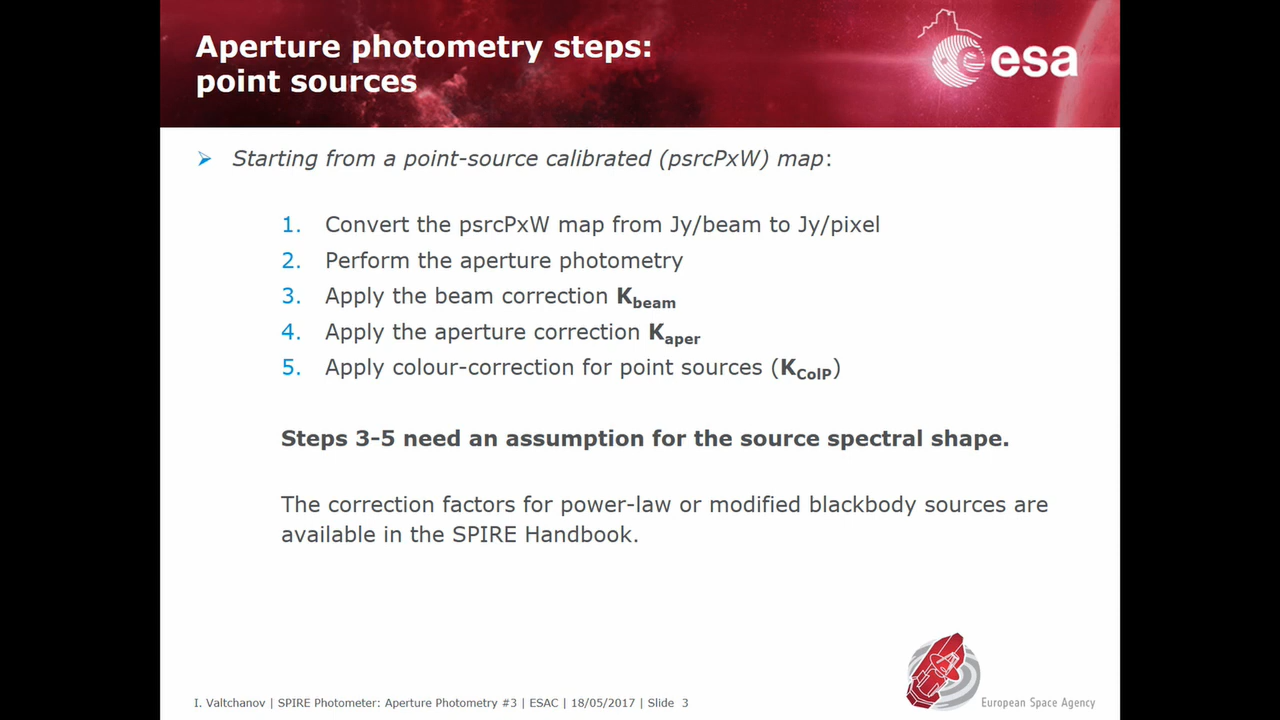 Aperture photometry steps:
point sources
esa
➢ Starting from a point-source calibrated (psrcPxW) map:
1. Convert the psrcPxW map from Jy/beam to Jy/pixel
2. Perform the aperture photometry
3. Apply the beam correction Kbeam
4. Apply the aperture correction Kaper
5. Apply colour-correction for point sources (KColP)
Steps 3-5 need an assumption for the source spectral shape.
The correction factors for power-law or modified blackbody sources are
available in the SPIRE Handbook.
I. Valtchanov | SPIRE Photometer: Aperture Photometry #3 | ESAC | 18/05/2017 | Slide 3
European Space Agency